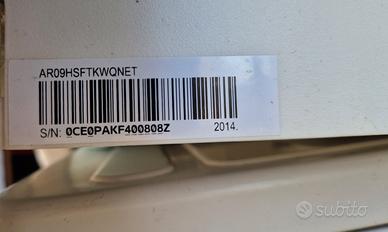 AR09HSFTKWQNET
S/N: 0CE0PAKF400808Z 2014.
subito